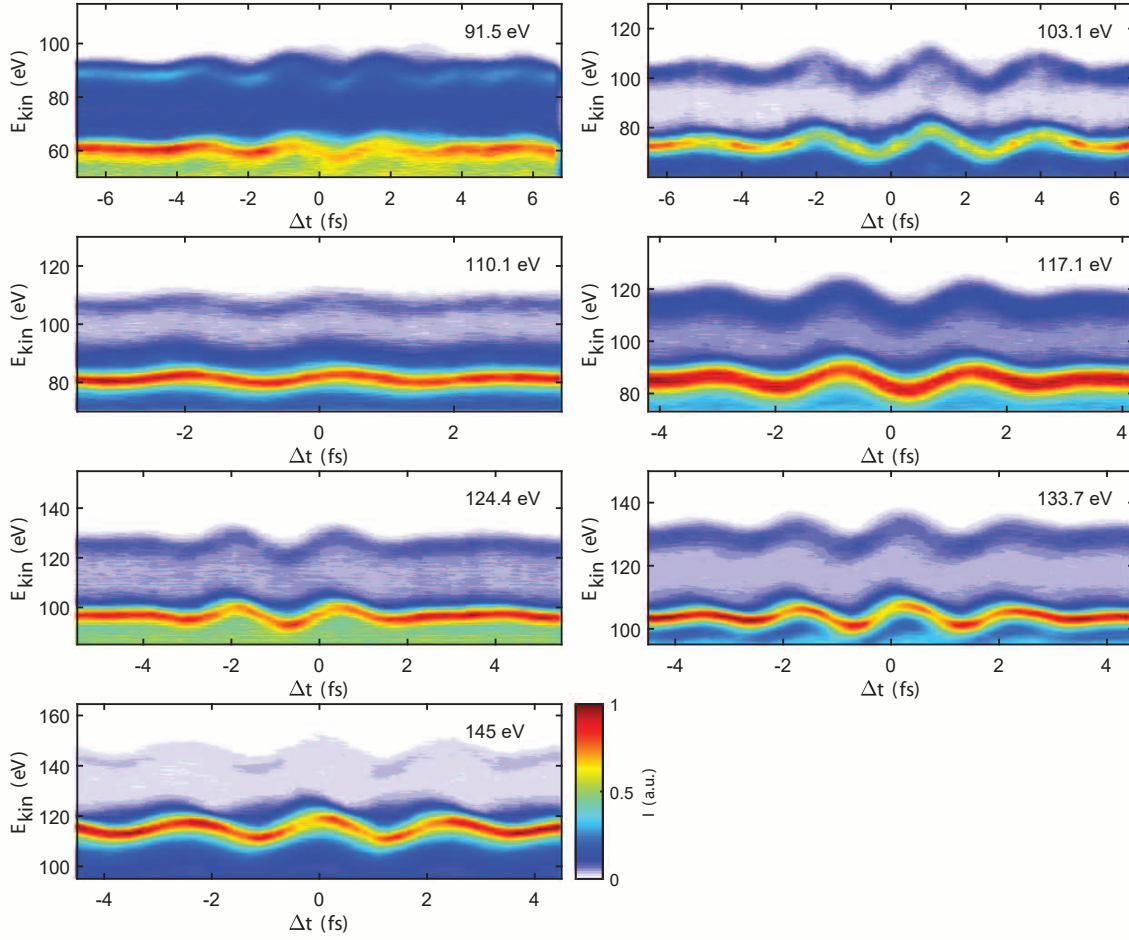 91.5 eV
100
80
60
E_kin (eV)
-6 -4 -2 0 2 4 6
Δt (fs)
103.1 eV
120
100
80
E_kin (eV)
-6 -4 -2 0 2 4 6
Δt (fs)
110.1 eV
120
100
80
E_kin (eV)
-2 0 2
Δt (fs)
117.1 eV
120
100
80
E_kin (eV)
-4 -2 0 2 4
Δt (fs)
124.4 eV
140
120
100
E_kin (eV)
-4 -2 0 2 4
Δt (fs)
133.7 eV
140
120
100
E_kin (eV)
-2 0 2 4
-4
Δt (fs)
145 eV
160
140
120
100
E_kin (eV)
-4 -2 0 2 4
Δt (fs)
1
0.5
0
I (a.u.)